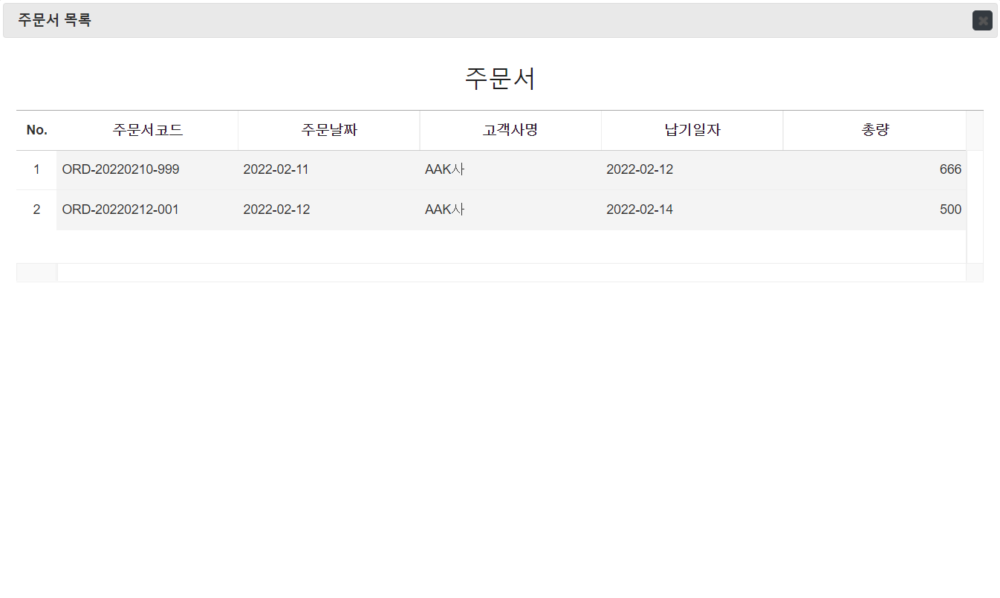 주문서 목록
주문서
No. 주문서코드 주문날짜 고객사명 납기일자 총량
1 ORD-20220210-999 2022-02-11 AAK사 2022-02-12 666
2 ORD-20220212-001 2022-02-12 AAK사 2022-02-14 500